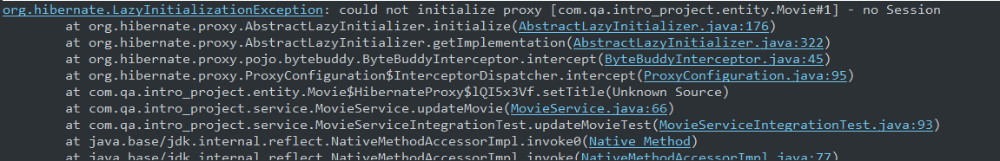 org.hibernate.LazyInitializationException: could not initialize proxy [com.qa.intro_project.entity.Movie#1] - no Session
at org.hibernate.proxy.AbstractLazyInitializer.initialize(AbstractLazyInitializer.java:176)
at org.hibernate.proxy.AbstractLazyInitializer.getImplementation(AbstractLazyInitializer.java:322)
at org.hibernate.proxy.pojo.bytebuddy.ByteBuddyInterceptor.intercept(ByteBuddyInterceptor.java:45)
at org.hibernate.proxy.ProxyConfiguration$InterceptorDispatcher.intercept(ProxyConfiguration.java:95)
at com.qa.intro_project.entity.Movie$HibernateProxy$lQI5x3Vf.setTitle(Unknown Source)
at com.qa.intro_project.service.MovieService.updateMovie(MovieService.java:66)
at com.qa.intro_project.service.MovieServiceIntegrationTest.updateMovieTest(MovieServiceIntegrationTest.java:93)
at java.base/jdk.internal.reflect.NativeMethodAccessorImpl.invoke0(Native Method)
at java.base/jdk.internal.reflect.NativeMethodAccessorImpl.invoke(NativeMethodAccessorImpl.java:77)